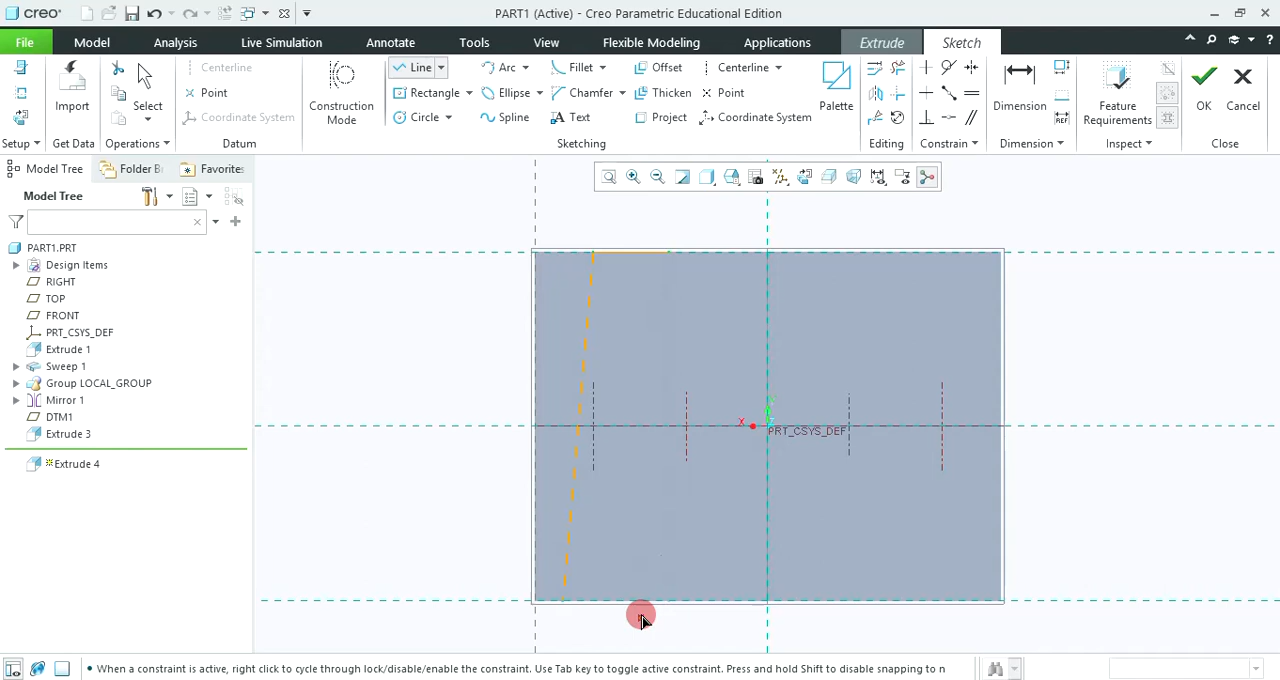 creo PART1 (Active) - Creo Parametric Educational Edition
File Model Analysis Live Simulation Annotate Tools View Flexible Modeling Applications Extrude Sketch
Import Select Centerline Construction Mode Line Arc Fillet Offset Centerline Palette Dimension Feature Requirements OK Cancel
Point Rectangle Ellipse Chamfer Thicken Point
Coordinate System Circle Spline Text Project Coordinate System REF
Setup Get Data Operations Datum Sketching Editing Constrain Dimension Inspect Close
Model Tree Folder B Favorites
Model Tree
PART1.PRT
Design Items
RIGHT
TOP
FRONT
PRT_CSYS_DEF
Extrude 1
Sweep 1
Group LOCAL_GROUP
Mirror 1
DTM1
Extrude 3
Extrude 4
X
PRT_CSYS_DEF
• When a constraint is active, right click to cycle through lock/disable/enable the constraint. Use Tab key to toggle active constraint. Press and hold Shift to disable snapping to n